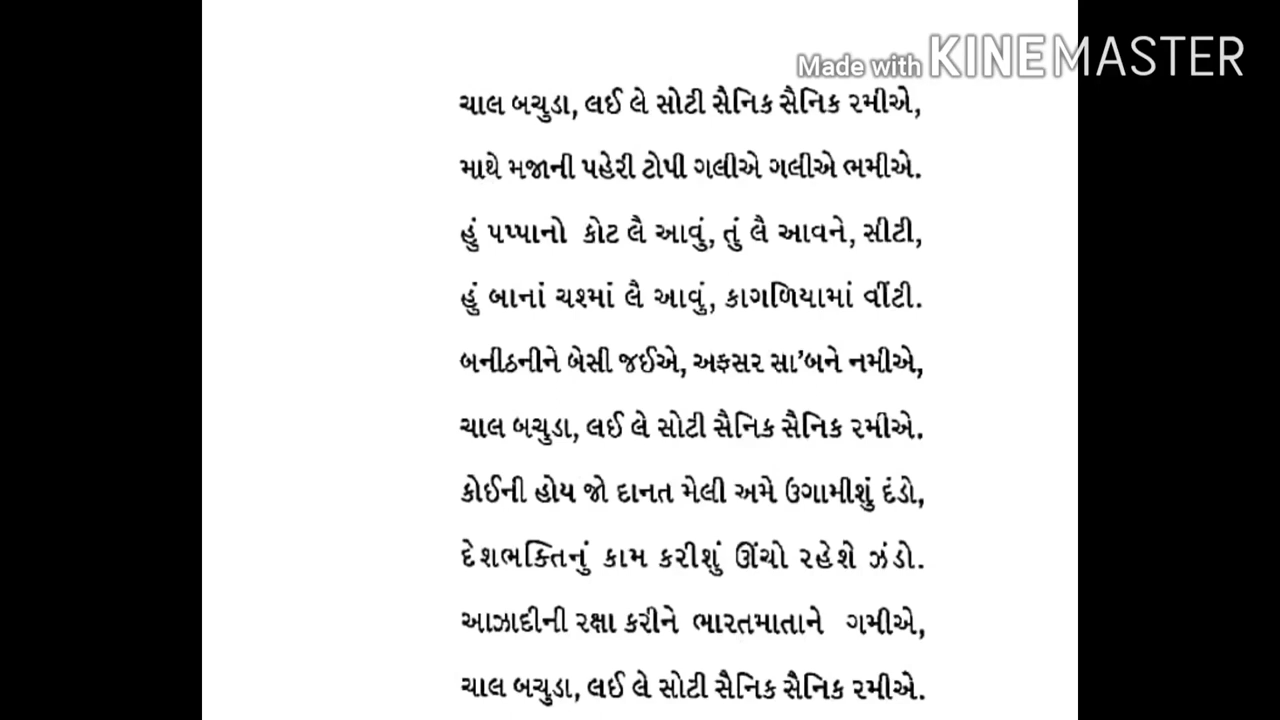 Made with KINEMASTER
ચાલ બચુડા, લઈ લે સોટી સૈનિક સૈનિક રમીએ,
માથે મજાની પહેરી ટોપી ગલીએ ગલીએ ભમીએ.
હું પપ્પાનો કોટ લૈ આવું, તું લૈ આવને, સીટી,
હું બાનાં ચશ્માં લૈ આવું, કાગળિયામાં વીંટી.
બનીઠનીને બેસી જઈએ, અફસર સા'બને નમીએ,
ચાલ બચુડા, લઈ લે સોટી સૈનિક સૈનિક રમીએ.
કોઈની હોય જો દાનત મેલી અમે ઉગામીશું દંડો,
દેશભક્તિનું કામ કરીશું ઊંચો રહેશે ઝંડો.
આઝાદીની રક્ષા કરીને ભારતમાતાને ગમીએ,
ચાલ બચુડા, લઈ લે સોટી સૈનિક સૈનિક રમીએ.